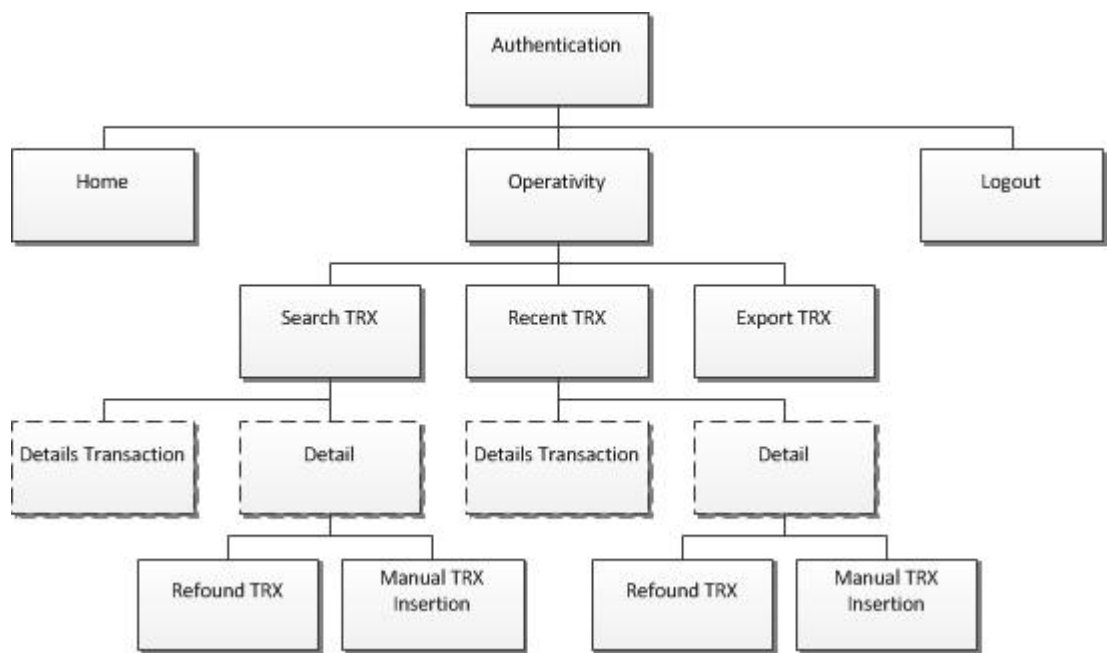 Authentication
Home
Operativity
Logout
Search TRX
Recent TRX
Export TRX
Details Transaction
Detail
Details Transaction
Detail
Refound TRX
Manual TRX
Insertion
Refound TRX
Manual TRX
Insertion